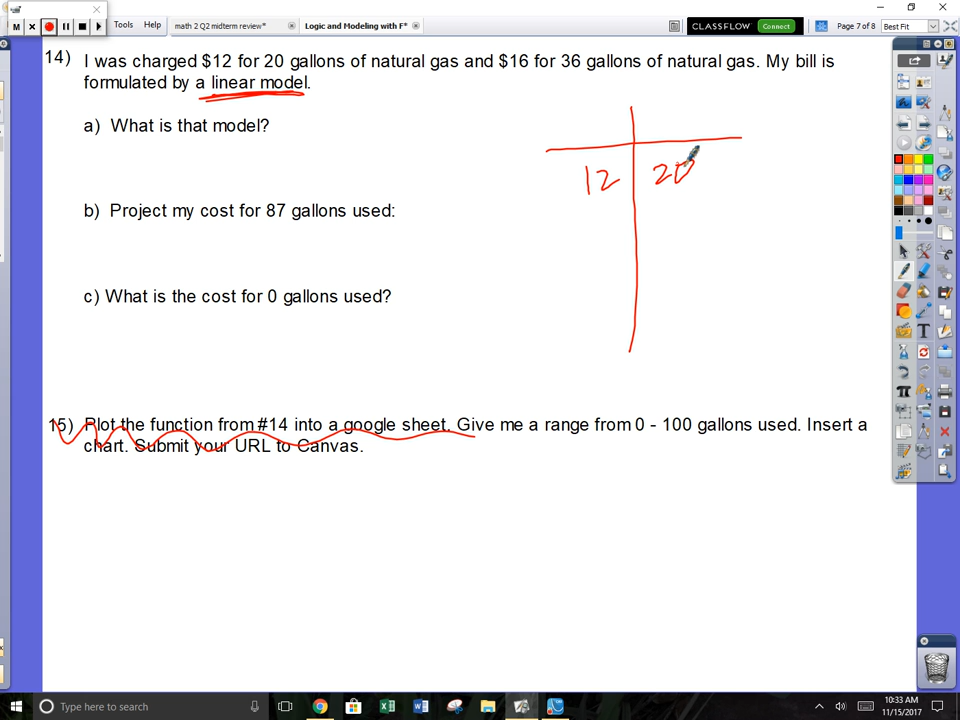 M
Tools Help math 2 Q2 midterm review* Logic and Modeling with F* CLASSFLOW Connect Page 7 of 8 Best Fit
14) I was charged $12 for 20 gallons of natural gas and $16 for 36 gallons of natural gas. My bill is
formulated by a linear model.
a) What is that model?
12 20
b) Project my cost for 87 gallons used:
c) What is the cost for 0 gallons used?
15) Plot the function from #14 into a google sheet. Give me a range from 0 - 100 gallons used. Insert a
chart. Submit your URL to Canvas.
Type here to search
10:33 AM
11/15/2017